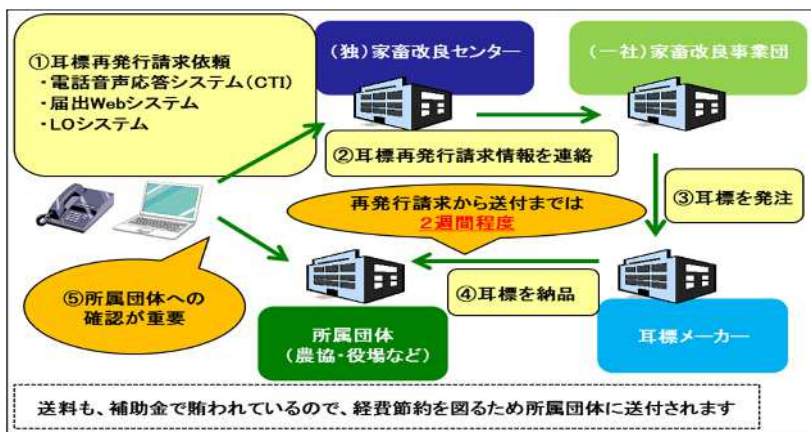 ①耳標再発行請求依頼
・電話音声応答システム(CTI)
・届出Webシステム
・LOシステム
(独)家畜改良センター
(一社)家畜改良事業団
②耳標再発行請求情報を連絡
③耳標を発注
再発行請求から送付までは
2週間程度
④耳標を納品
⑤所属団体への
確認が重要
所属団体
(農協・役場など)
耳標メーカー
送料も、補助金で賄われているので、経費節約を図るため所属団体に送付されます